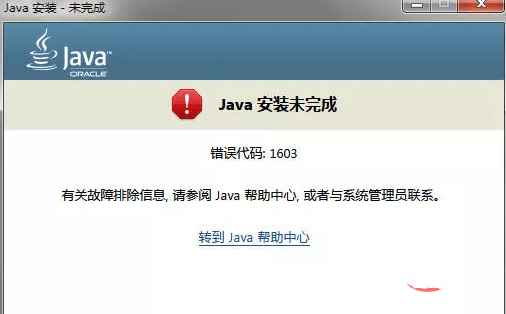 Java 安装 - 未完成
Java™
ORACLE
Java 安装未完成
错误代码: 1603
有关故障排除信息, 请参阅 Java 帮助中心, 或者与系统管理员联系。
转到 Java 帮助中心